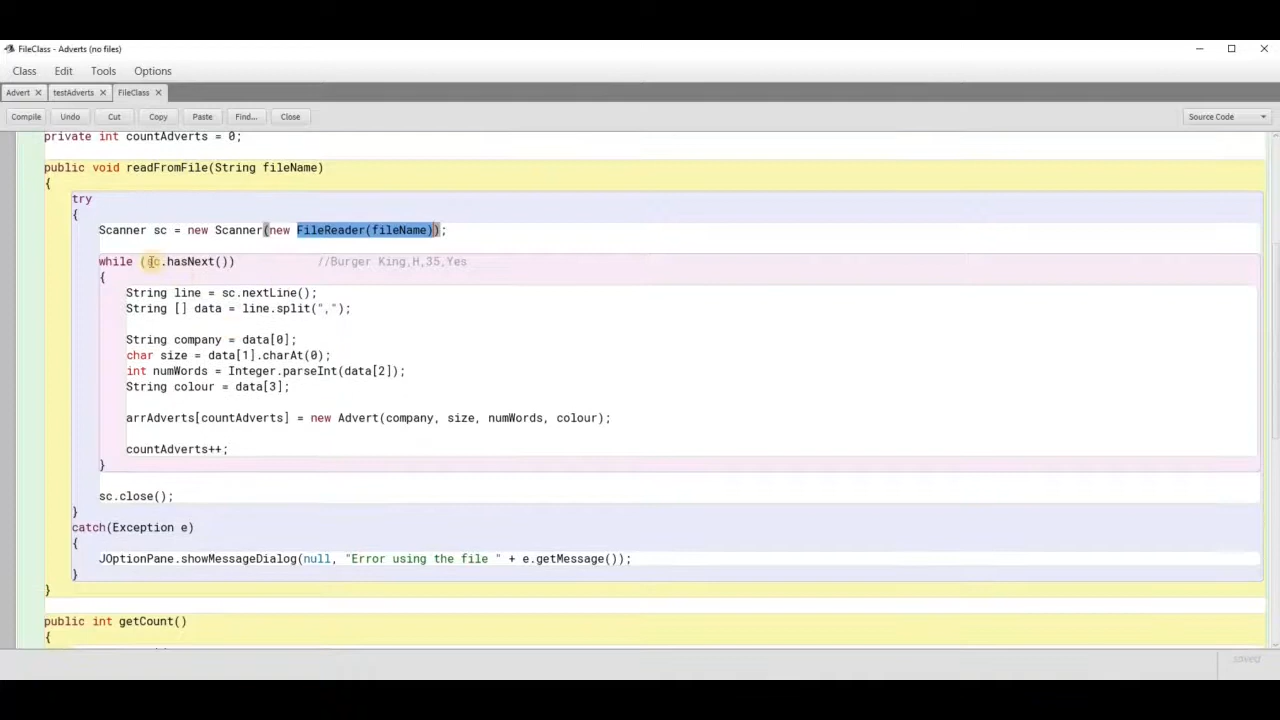 FileClass - Adverts (no files)
Class Edit Tools Options
Advert testAdverts FileClass
Compile Undo Cut Copy Paste Find... Close Source Code
private int countAdverts = 0;
public void readFromFile(String fileName)
{
try
{
Scanner sc = new Scanner(new FileReader(fileName));
while (sc.hasNext()) //Burger King,H,35,Yes
{
String line = sc.nextLine();
String [] data = line.split(",");
String company = data[0];
char size = data[1].charAt(0);
int numWords = Integer.parseInt(data[2]);
String colour = data[3];
arrAdverts[countAdverts] = new Advert(company, size, numWords, colour);
countAdverts++;
}
sc.close();
}
catch(Exception e)
{
JOptionPane.showMessageDialog(null, "Error using the file " + e.getMessage());
}
}
public int getCount()
{
saved